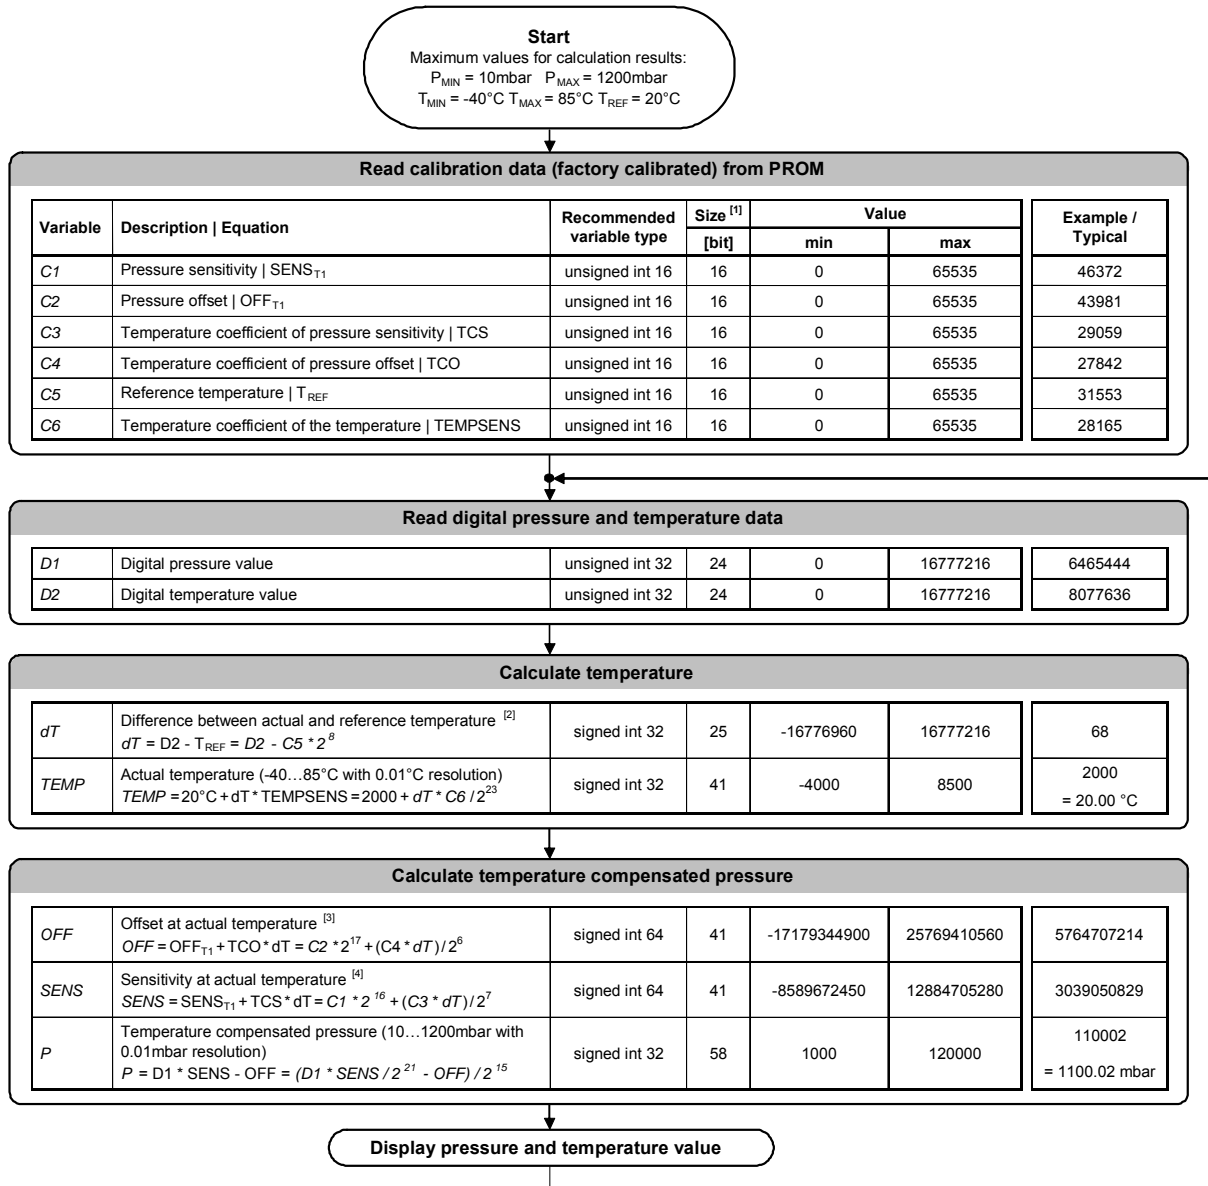 Start
Maximum values for calculation results:
PMIN = 10mbar PMAX = 1200mbar
TMIN = -40°C TMAX = 85°C TREF = 20°C
Read calibration data (factory calibrated) from PROM
Variable Description | Equation Recommended variable type Size [1] [bit] Value min max Example / Typical
C1 Pressure sensitivity | SENST1 unsigned int 16 16 0 65535 46372
C2 Pressure offset | OFFT1 unsigned int 16 16 0 65535 43981
C3 Temperature coefficient of pressure sensitivity | TCS unsigned int 16 16 0 65535 29059
C4 Temperature coefficient of pressure offset | TCO unsigned int 16 16 0 65535 27842
C5 Reference temperature | TREF unsigned int 16 16 0 65535 31553
C6 Temperature coefficient of the temperature | TEMPSENS unsigned int 16 16 0 65535 28165
Read digital pressure and temperature data
D1 Digital pressure value unsigned int 32 24 0 16777216 6465444
D2 Digital temperature value unsigned int 32 24 0 16777216 8077636
Calculate temperature
dT Difference between actual and reference temperature [2]
dT = D2 - TREF = D2 - C5 * 2^8 signed int 32 25 -16776960 16777216 68
TEMP Actual temperature (-40…85°C with 0.01°C resolution)
TEMP = 20°C + dT * TEMPSENS = 2000 + dT * C6 / 2^23 signed int 32 41 -4000 8500 2000
= 20.00 °C
Calculate temperature compensated pressure
OFF Offset at actual temperature [3]
OFF = OFFT1 + TCO * dT = C2 * 2^17 + (C4 * dT) / 2^6 signed int 64 41 -17179344900 25769410560 5764707214
SENS Sensitivity at actual temperature [4]
SENS = SENST1 + TCS * dT = C1 * 2^16 + (C3 * dT) / 2^7 signed int 64 41 -8589672450 12884705280 3039050829
P Temperature compensated pressure (10…1200mbar with
0.01mbar resolution)
P = D1 * SENS - OFF = (D1 * SENS / 2^21 - OFF) / 2^15 signed int 32 58 1000 120000 110002
= 1100.02 mbar
Display pressure and temperature value